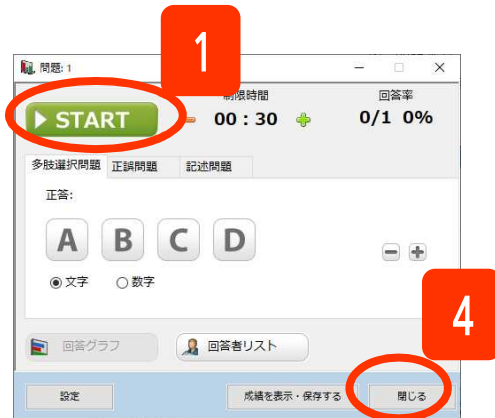 1
問題: 1
制限時間
回答率
START
00 : 30
0/1 0%
多肢選択問題 正誤問題 記述問題
正答:
A B C D
文字 数字
4
回答グラフ 回答者リスト
設定 成績を表示・保存する 閉じる